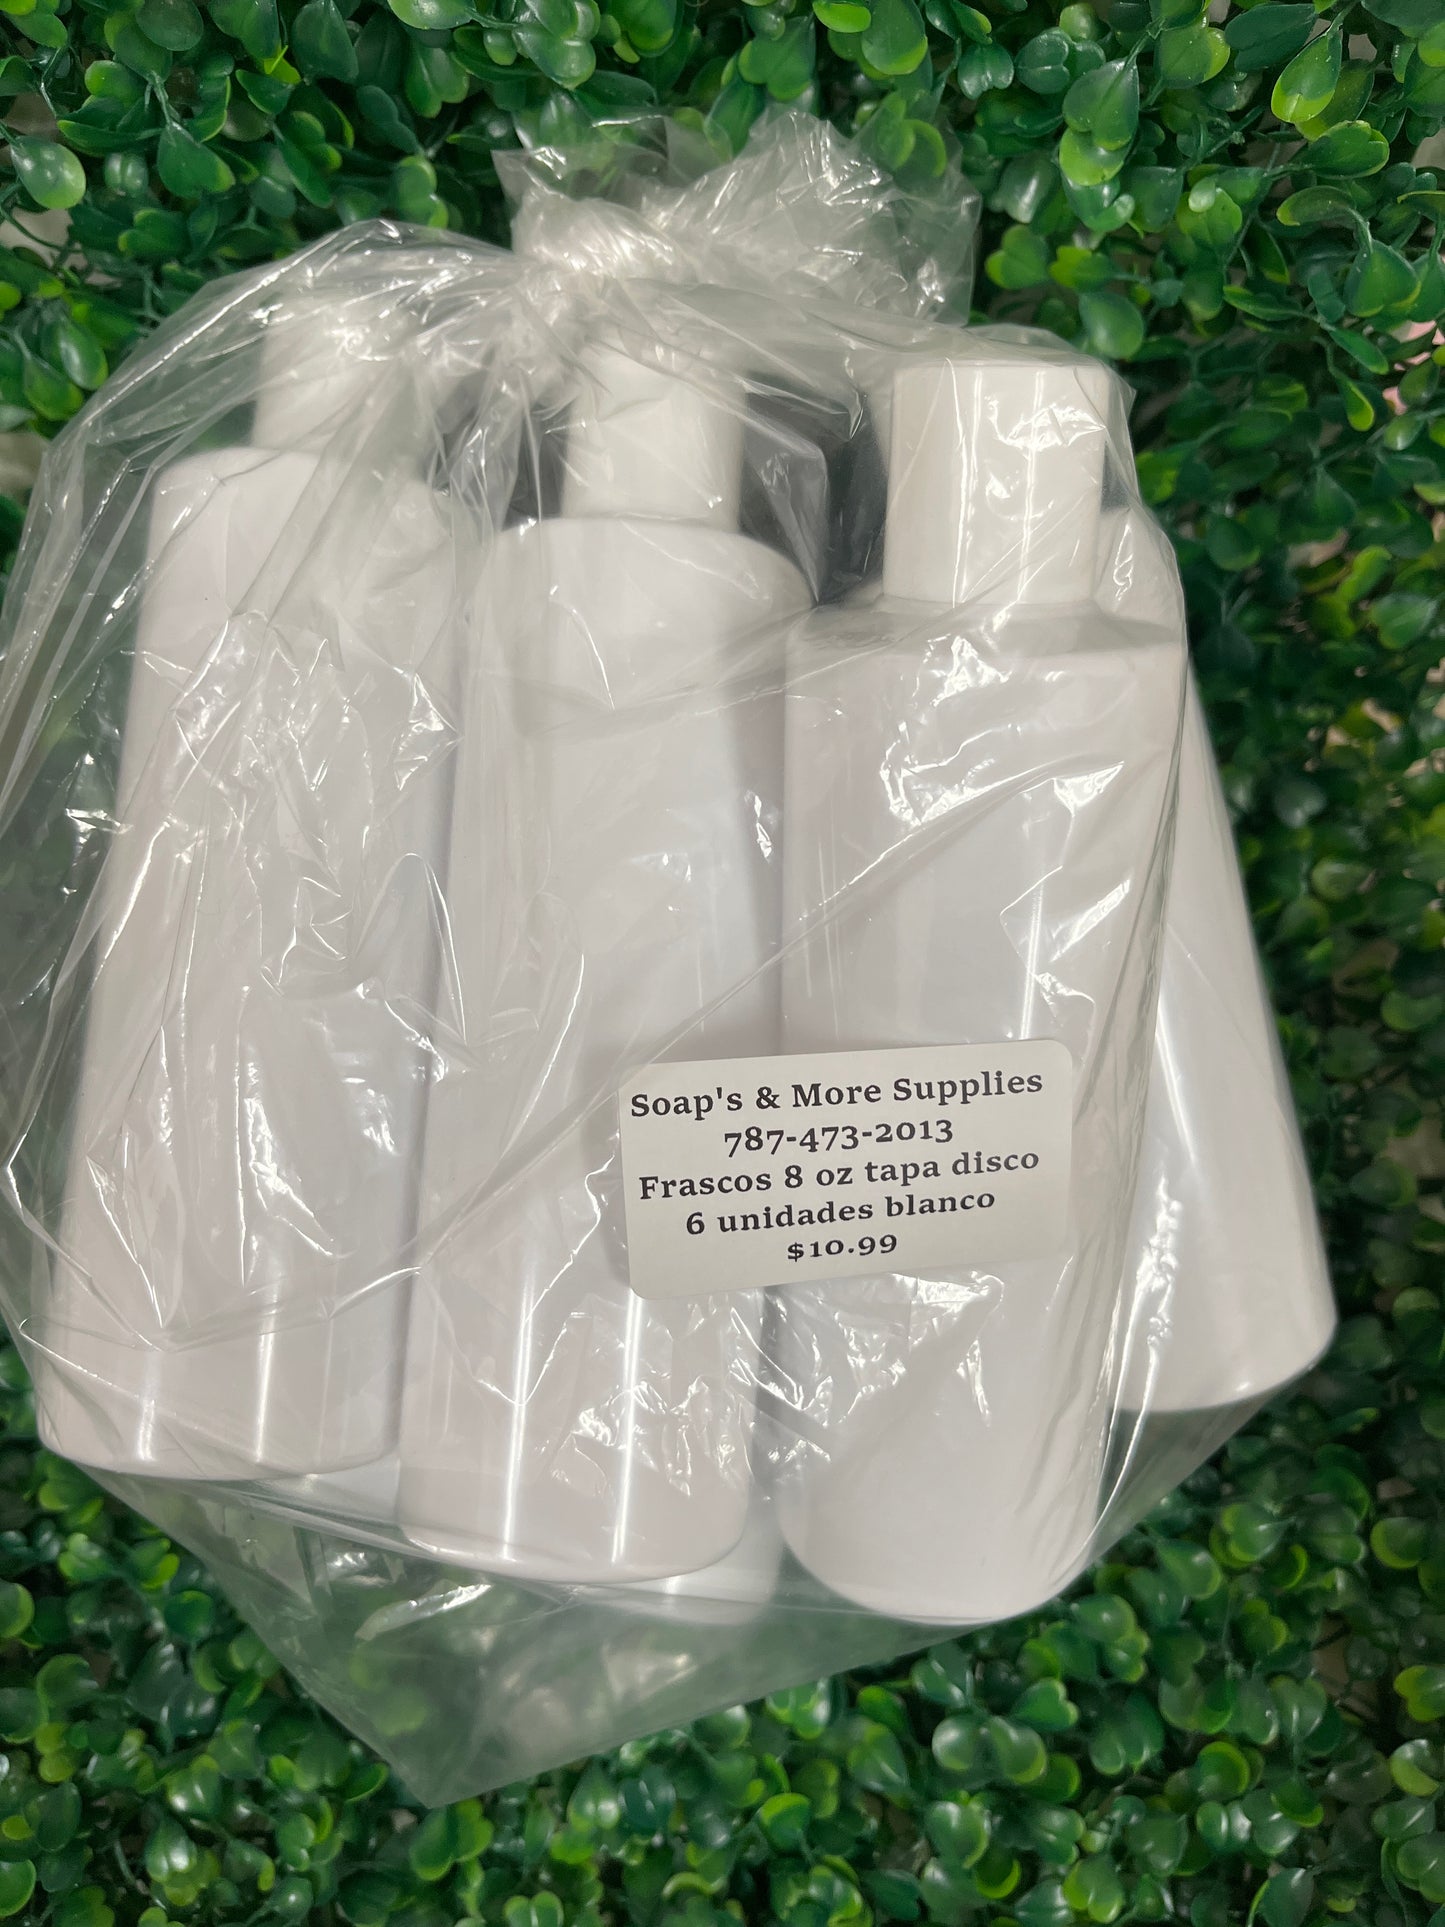 Soap's & More Supplies
787-473-2013
Frascos 8 oz tapa disco
6 unidades blanco
$10.99